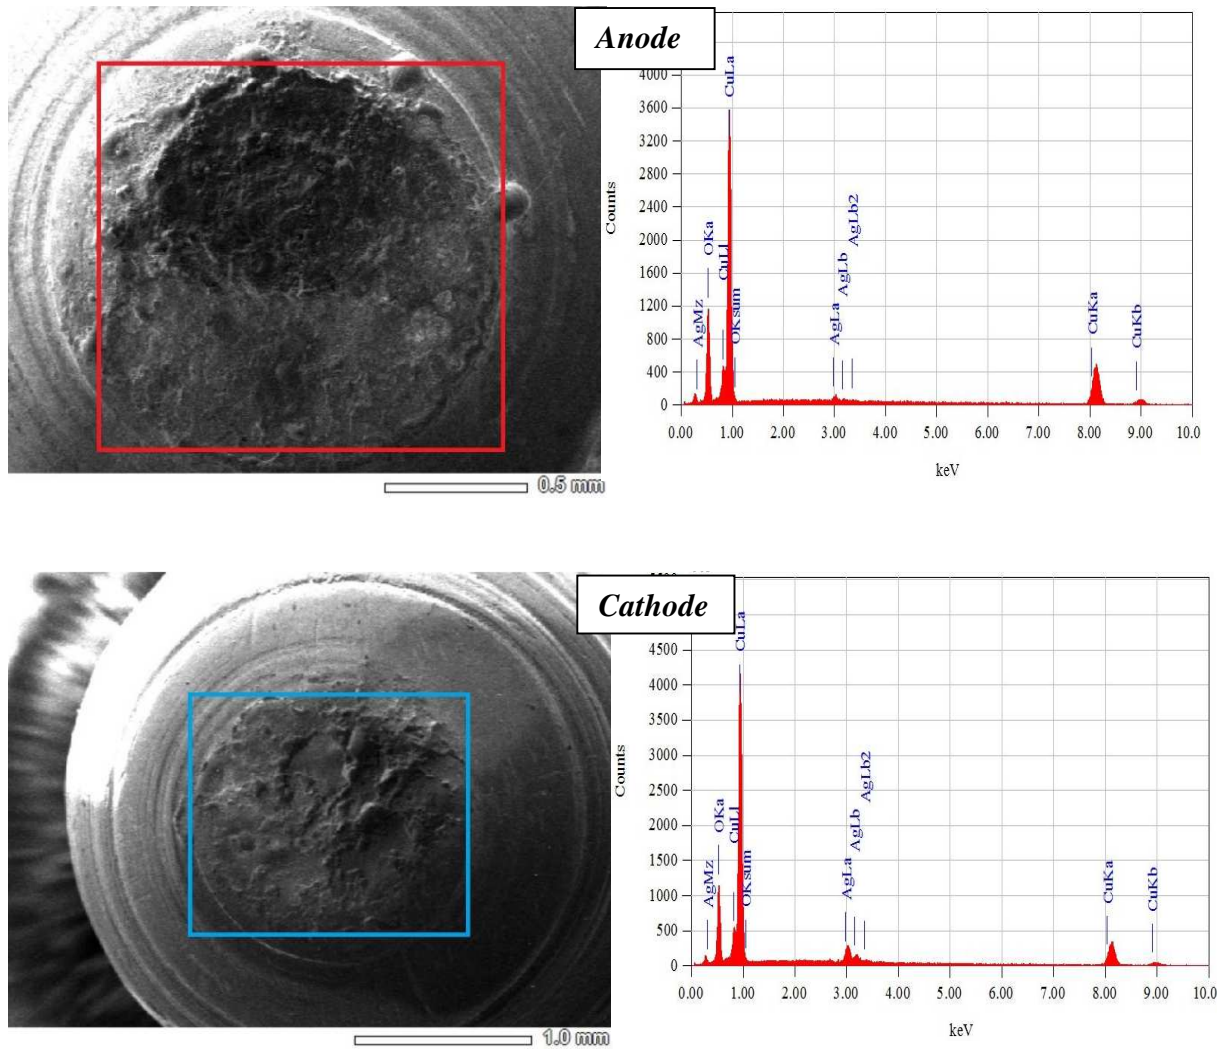 Anode
4000
3600
3200
2800
2400
2000
1600
1200
800
400
0
Counts
AgMz
OKa
CuLl
CuLa
OKsum
AgLa
AgLb
AgLb2
CuKa
CuKb
0.00 1.00 2.00 3.00 4.00 5.00 6.00 7.00 8.00 9.00 10.0
keV
0.5 mm
Cathode
4500
4000
3500
3000
2500
2000
1500
1000
500
0
Counts
AgMz
OKa
CuLl
CuLa
OKsum
AgLa
AgLb
AgLb2
CuKa
CuKb
0.00 1.00 2.00 3.00 4.00 5.00 6.00 7.00 8.00 9.00 10.0
keV
1.0 mm